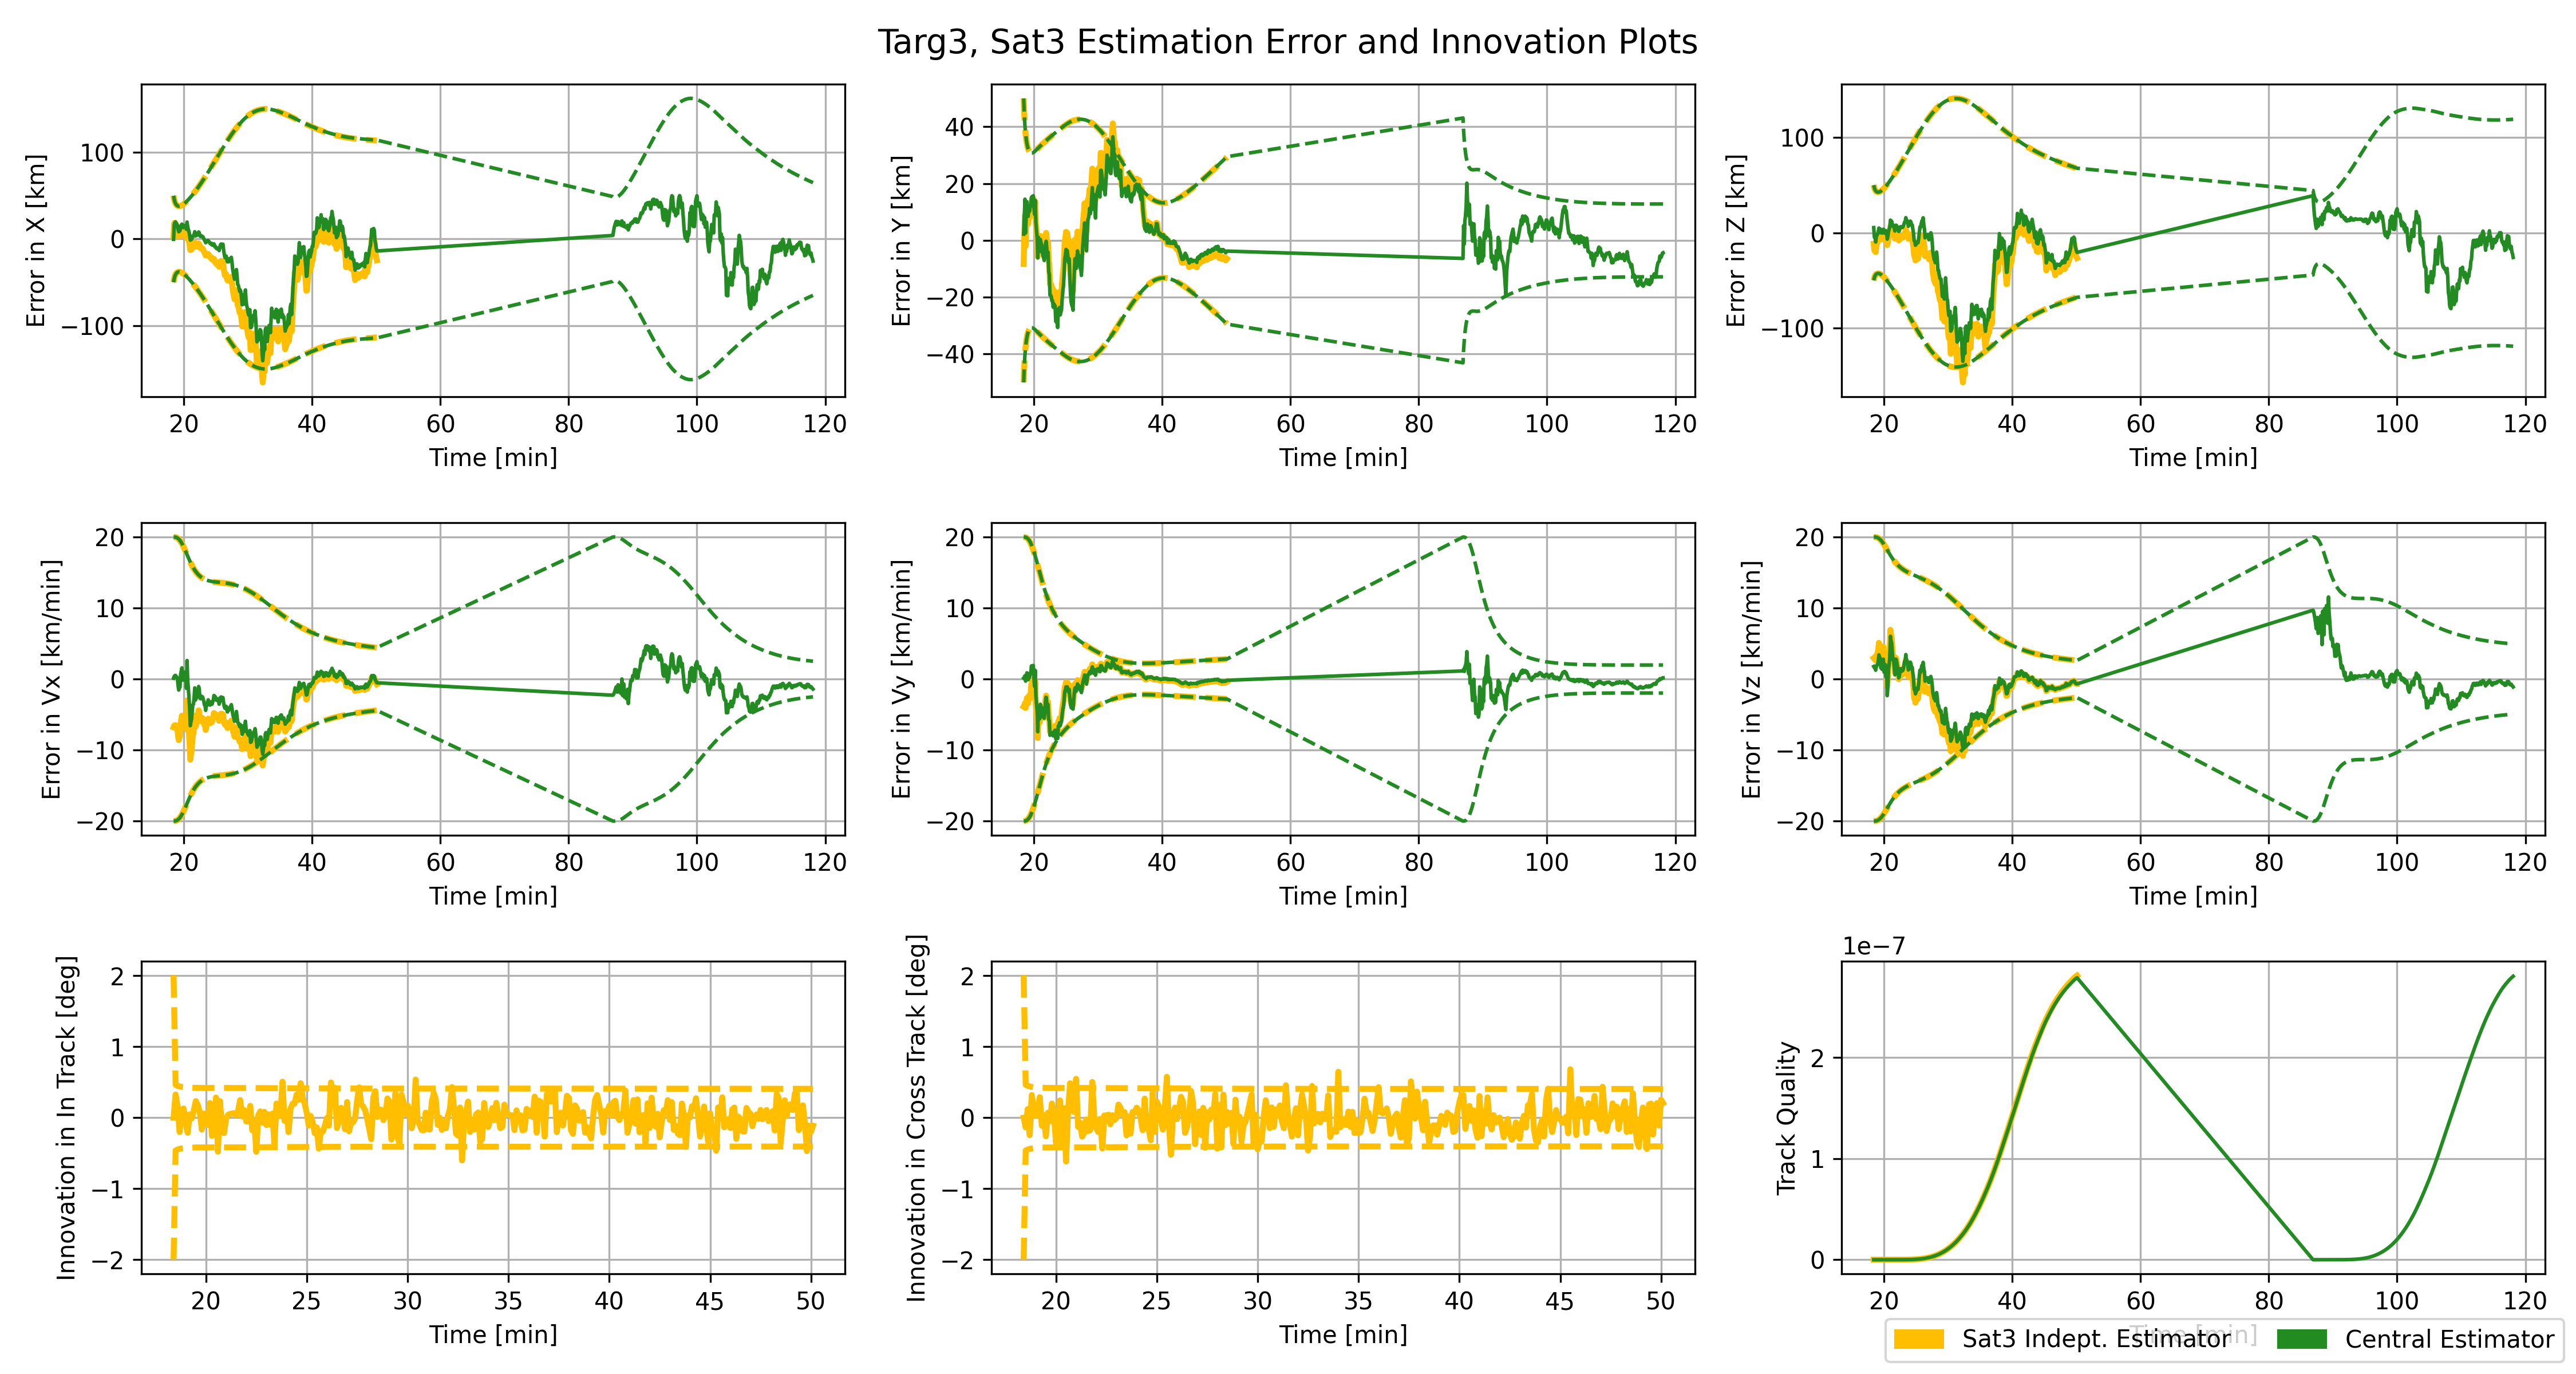 Targ3, Sat3 Estimation Error and Innovation Plots
Error in X [km]
100
0
−100
20 40 60 80 100 120
Time [min]
Error in Y [km]
40
20
0
−20
−40
20 40 60 80 100 120
Time [min]
Error in Z [km]
100
0
−100
20 40 60 80 100 120
Time [min]
Error in Vx [km/min]
20
10
0
−10
−20
20 40 60 80 100 120
Time [min]
Error in Vy [km/min]
20
10
0
−10
−20
20 40 60 80 100 120
Time [min]
Error in Vz [km/min]
20
10
0
−10
−20
20 40 60 80 100 120
Time [min]
Innovation in In Track [deg]
2
1
0
−1
−2
20 25 30 35 40 45 50
Time [min]
Innovation in Cross Track [deg]
2
1
0
−1
−2
20 25 30 35 40 45 50
Time [min]
1e−7
Track Quality
2
1
0
20 40 60 80 100 120
Time [min]
Sat3 Indept. Estimator
Central Estimator